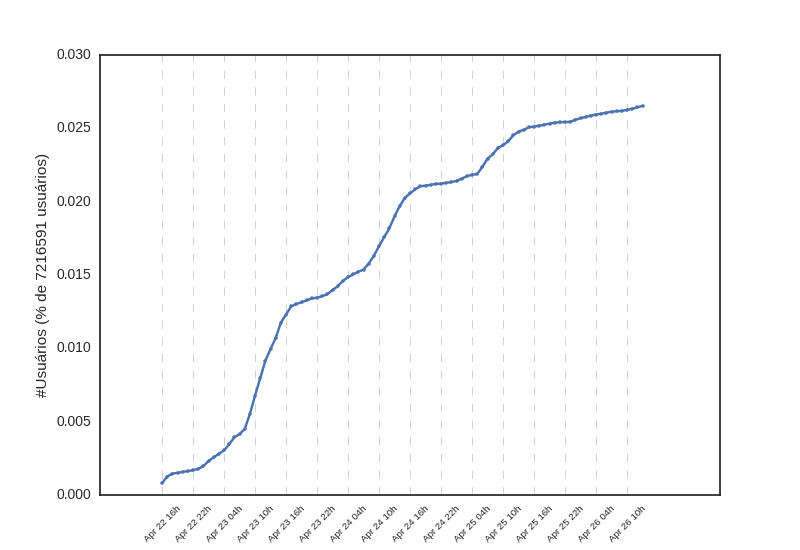 0.030
0.025
0.020
0.015
0.010
0.005
0.000
#Usuários (% de 7216591 usuários)
Apr 22 16h
Apr 22 22h
Apr 23 04h
Apr 23 10h
Apr 23 16h
Apr 23 22h
Apr 24 04h
Apr 24 10h
Apr 24 16h
Apr 24 22h
Apr 25 04h
Apr 25 10h
Apr 25 16h
Apr 25 22h
Apr 26 04h
Apr 26 10h